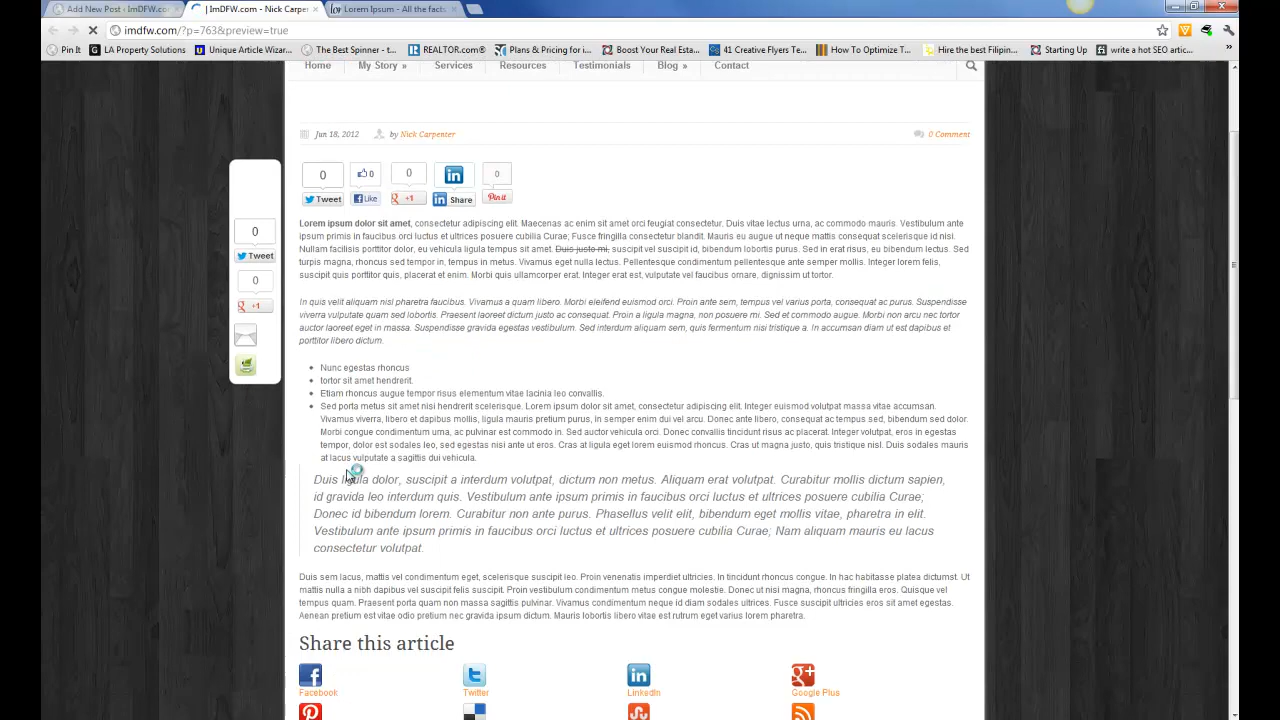 Add New Post ‹ ImDFW.com
| ImDFW.com - Nick Carper
Lorem Ipsum - All the facts
imdfw.com/?p=763&preview=true
Pin It
LA Property Solutions
Unique Article Wizar...
The Best Spinner - t...
REALTOR.com®
Plans & Pricing for i...
Boost Your Real Esta...
41 Creative Flyers Te...
How To Optimize T...
Hire the best Filipin...
Starting Up
write a hot SEO artic...
Home
My Story »
Services
Resources
Testimonials
Blog »
Contact
Jun 18, 2012
by Nick Carpenter
0 Comment
0
0
0
in
0
Tweet
Like
+1
in Share
Pin it
0
Tweet
0
+1
Lorem ipsum dolor sit amet, consectetur adipiscing elit. Maecenas ac enim sit amet orci feugiat consectetur. Duis vitae lectus urna, ac commodo mauris. Vestibulum ante
ipsum primis in faucibus orci luctus et ultrices posuere cubilia Curae; Fusce fringilla commodo blandit. Mauris eu augue ut neque mattis consequat scelerisque id nisi.
Nullam facilisis porttitor dolor, eu vehicula ligula tempus sit amet. Duis justo mi, suscipit vel suscipit id, bibendum lobortis purus. Sed in erat risus, eu bibendum lectus. Sed
turpis magna, rhoncus sed tempor in, tempus in metus. Vivamus eget nulla lectus. Pellentesque condimentum pellentesque ante semper mollis. Integer lorem felis,
suscipit quis porttitor quis, placerat et enim. Morbi quis ullamcorper erat. Integer erat est, vulputate vel faucibus ornare, dignissim ut tortor.
In quis velit aliquam nisl pharetra faucibus. Vivamus a quam libero. Morbi eleifend euismod orci. Proin ante sem, tempus vel varius porta, consequat ac purus. Suspendisse
viverra vulputate quam sed lobortis. Praesent laoreet dictum justo ac consequat. Proin a ligula magna, non posuere mi. Sed et commodo augue. Morbi non arcu nec tortor
auctor laoreet eget in massa. Suspendisse gravida egestas vestibulum. Sed interdum aliquam sem, quis fermentum nisi tristique a. In accumsan diam ut est dapibus et
porttitor libero dictum.
Nunc egestas rhoncus
tortor sit amet hendrerit.
Etiam rhoncus augue tempor risus elementum vitae lacinia leo convallis.
Sed porta metus sit amet nisi hendrerit scelerisque. Lorem ipsum dolor sit amet, consectetur adipiscing elit. Integer euismod volutpat massa vitae accumsan.
Vivamus viverra, libero et dapibus mollis, ligula mauris pretium purus, in semper enim dui vel arcu. Donec ante libero, consequat ac tempus sed, bibendum sed dolor.
Morbi congue condimentum urna, ac pulvinar est commodo in. Sed auctor vehicula orci. Donec convallis tincidunt risus ac placerat. Integer volutpat, eros in egestas
tempor, dolor est sodales leo, sed egestas nisi ante ut eros. Cras at ligula eget lorem euismod rhoncus. Cras ut magna justo, quis tristique nisl. Duis sodales mauris
at lacus vulputate a sagittis dui vehicula.
Duis ligula dolor, suscipit a interdum volutpat, dictum non metus. Aliquam erat volutpat. Curabitur mollis dictum sapien,
id gravida leo interdum quis. Vestibulum ante ipsum primis in faucibus orci luctus et ultrices posuere cubilia Curae;
Donec id bibendum lorem. Curabitur non ante purus. Phasellus velit elit, bibendum eget mollis vitae, pharetra in elit.
Vestibulum ante ipsum primis in faucibus orci luctus et ultrices posuere cubilia Curae; Nam aliquam mauris eu lacus
consectetur volutpat.
Duis sem lacus, mattis vel condimentum eget, scelerisque suscipit leo. Proin venenatis imperdiet ultricies. In tincidunt rhoncus congue. In hac habitasse platea dictumst. Ut
mattis nulla a nibh dapibus vel suscipit felis suscipit. Proin vestibulum condimentum metus congue molestie. Donec ut nisi magna, rhoncus fringilla eros. Quisque vel
tempus quam. Praesent porta quam non massa sagittis pulvinar. Vivamus condimentum neque id diam sodales ultrices. Fusce suscipit ultricies eros sit amet egestas.
Aenean pretium est vitae odio pretium nec gravida ipsum dictum. Mauris lobortis libero vitae est rutrum eget varius lorem pharetra.
Share this article
Facebook
Twitter
LinkedIn
Google Plus